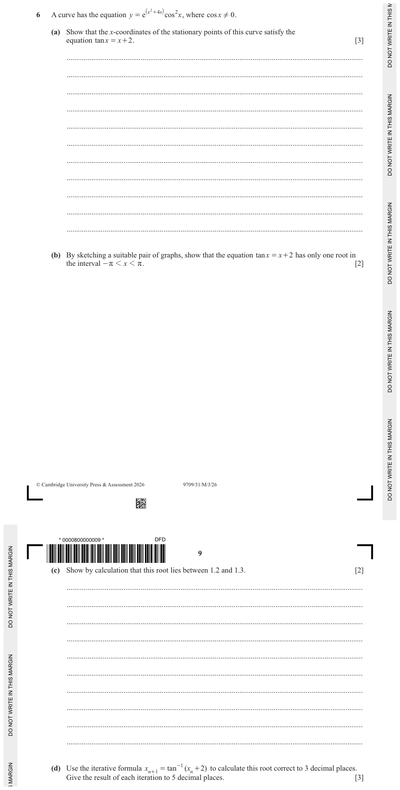 6 A curve has the equation y = e^(x²+4x) cos²x, where cos x ≠ 0.
(a) Show that the x-coordinates of the stationary points of this curve satisfy the
equation tan x = x + 2. [3]
(b) By sketching a suitable pair of graphs, show that the equation tan x = x + 2 has only one root in
the interval −π < x < π. [2]
© Cambridge University Press & Assessment 2026 9709/31/M/J/26
DO NOT WRITE IN THIS MARGIN
DO NOT WRITE IN THIS MARGIN
DO NOT WRITE IN THIS MARGIN
DO NOT WRITE IN THIS MARGIN
* 0000800000009 * DFD
9
(c) Show by calculation that this root lies between 1.2 and 1.3. [2]
(d) Use the iterative formula xₙ₊₁ = tan⁻¹(xₙ + 2) to calculate this root correct to 3 decimal places.
Give the result of each iteration to 5 decimal places. [3]
DO NOT WRITE IN THIS MARGIN
DO NOT WRITE IN THIS MARGIN
MARGIN